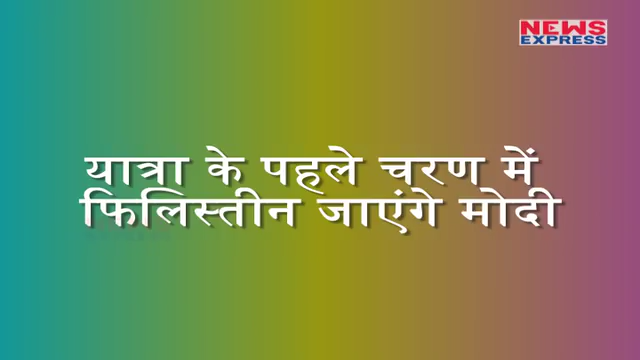 NEWS
EXPRESS
यात्रा के पहले चरण में
फिलिस्तीन जाएंगे मोदी